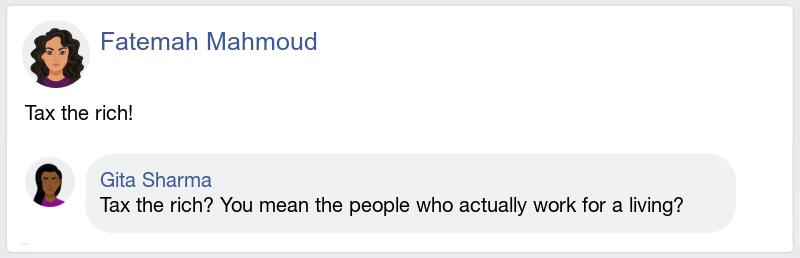 Fatemah Mahmoud
Tax the rich!
Gita Sharma
Tax the rich? You mean the people who actually work for a living?